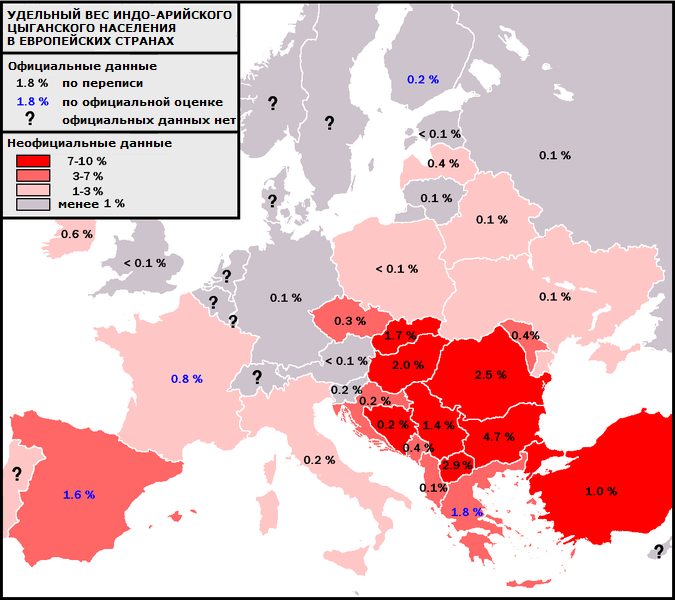 УДЕЛЬНЫЙ ВЕС ИНДО-АРИЙСКОГО
ЦЫГАНСКОГО НАСЕЛЕНИЯ
В ЕВРОПЕЙСКИХ СТРАНАХ
Официальные данные
1.8 % по переписи
1.8 % по официальной оценке
? официальных данных нет
Неофициальные данные
7-10 %
3-7 %
1-3 %
менее 1 %
0.2 %
?
?
< 0.1 %
0.1 %
0.4 %
0.1 %
?
0.1 %
0.6 %
< 0.1 %
?
< 0.1 %
?
0.1 %
0.1 %
?
0.3 %
1.7 %
0.4%
< 0.1 %
2.0 %
0.8 %
?
2.5 %
0.2 %
0.2 %
0.2 %
1.4 %
4.7 %
0.4 %
0.2 %
2.9 %
?
0.1%
1.6 %
1.0 %
1.8 %
?